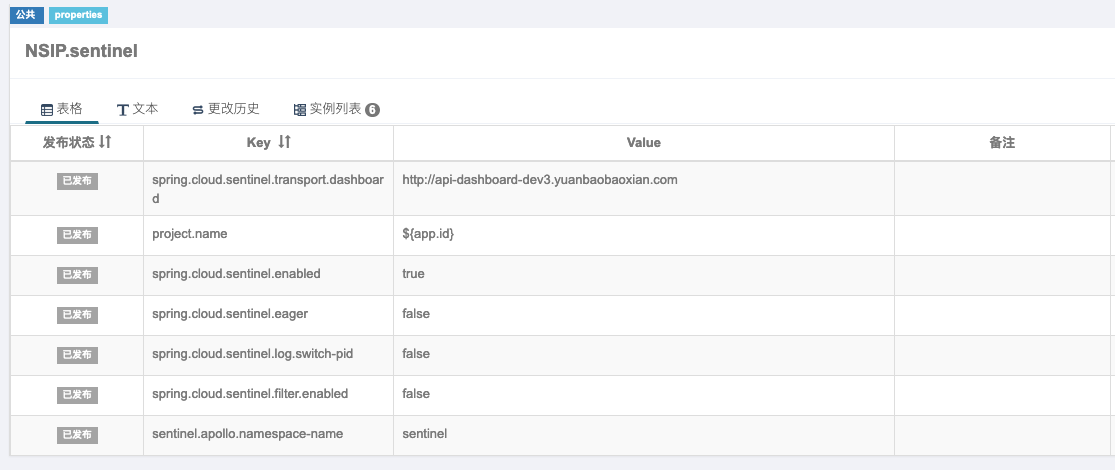 公共 properties
NSIP.sentinel
表格 文本 更改历史 实例列表 6
发布状态 Key Value 备注
已发布 spring.cloud.sentinel.transport.dashboar http://api-dashboard-dev3.yuanbaobaoxian.com
d
已发布 project.name ${app.id}
已发布 spring.cloud.sentinel.enabled true
已发布 spring.cloud.sentinel.eager false
已发布 spring.cloud.sentinel.log.switch-pid false
已发布 spring.cloud.sentinel.filter.enabled false
已发布 sentinel.apollo.namespace-name sentinel